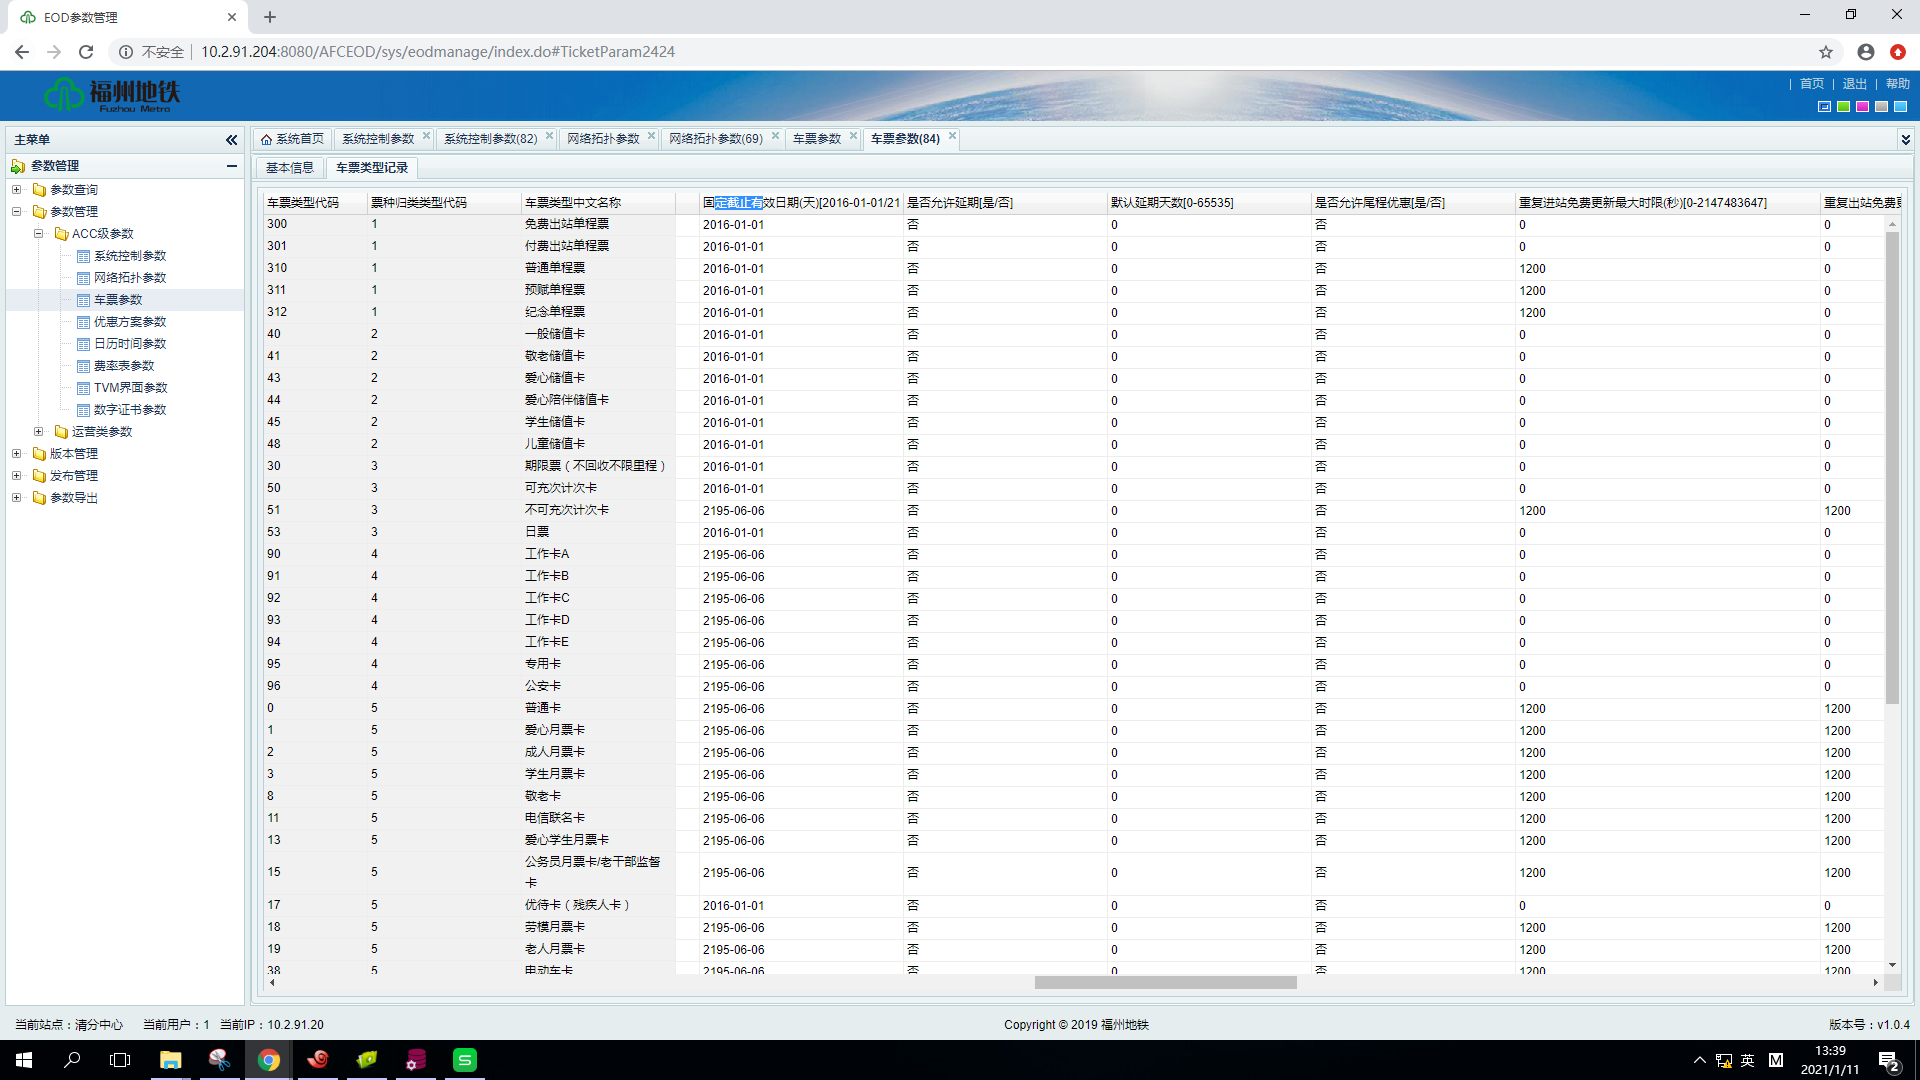 EOD参数管理
不安全 10.2.91.204:8080/AFCEOD/sys/eodmanage/index.do#TicketParam2424
福州地铁
Fuzhou Metro
首页 | 退出 | 帮助
主菜单
参数管理
参数查询
参数管理
ACC级参数
系统控制参数
网络拓扑参数
车票参数
优惠方案参数
日历时间参数
费率表参数
TVM界面参数
数字证书参数
运营类参数
版本管理
发布管理
参数导出
系统首页 系统控制参数 系统控制参数(82) 网络拓扑参数 网络拓扑参数(69) 车票参数 车票参数(84)
基本信息 车票类型记录
车票类型代码 票种归类类型代码 车票类型中文名称 固定截止有效日期(天)[2016-01-01/21 是否允许延期[是/否] 默认延期天数[0-65535] 是否允许尾程优惠[是/否] 重复进站免费更新最大时限(秒)[0-2147483647] 重复出站免费更
300 1 免费出站单程票 2016-01-01 否 0 否 0 0
301 1 付费出站单程票 2016-01-01 否 0 否 0 0
310 1 普通单程票 2016-01-01 否 0 否 1200 0
311 1 预赋单程票 2016-01-01 否 0 否 1200 0
312 1 纪念单程票 2016-01-01 否 0 否 1200 0
40 2 一般储值卡 2016-01-01 否 0 否 0 0
41 2 敬老储值卡 2016-01-01 否 0 否 0 0
43 2 爱心储值卡 2016-01-01 否 0 否 0 0
44 2 爱心陪伴储值卡 2016-01-01 否 0 否 0 0
45 2 学生储值卡 2016-01-01 否 0 否 0 0
48 2 儿童储值卡 2016-01-01 否 0 否 0 0
30 3 期限票（不回收不限里程） 2016-01-01 否 0 否 0 0
50 3 可充次计次卡 2016-01-01 否 0 否 0 0
51 3 不可充次计次卡 2195-06-06 否 0 否 1200 1200
53 3 日票 2016-01-01 否 0 否 0 0
90 4 工作卡A 2195-06-06 否 0 否 0 0
91 4 工作卡B 2195-06-06 否 0 否 0 0
92 4 工作卡C 2195-06-06 否 0 否 0 0
93 4 工作卡D 2195-06-06 否 0 否 0 0
94 4 工作卡E 2195-06-06 否 0 否 0 0
95 4 专用卡 2195-06-06 否 0 否 0 0
96 4 公安卡 2195-06-06 否 0 否 0 0
0 5 普通卡 2195-06-06 否 0 否 1200 1200
1 5 爱心月票卡 2195-06-06 否 0 否 1200 1200
2 5 成人月票卡 2195-06-06 否 0 否 1200 1200
3 5 学生月票卡 2195-06-06 否 0 否 1200 1200
8 5 敬老卡 2195-06-06 否 0 否 1200 1200
11 5 电信联名卡 2195-06-06 否 0 否 1200 1200
13 5 爱心学生月票卡 2195-06-06 否 0 否 1200 1200
15 5 公务员月票卡/老干部监督卡 2195-06-06 否 0 否 1200 1200
17 5 优待卡（残疾人卡） 2016-01-01 否 0 否 0 0
18 5 劳模月票卡 2195-06-06 否 0 否 1200 1200
19 5 老人月票卡 2195-06-06 否 0 否 1200 1200
38 5 电动车卡 2195-06-06 否 0 否 1200 1200
当前站点：清分中心 当前用户：1 当前IP：10.2.91.20
Copyright © 2019 福州地铁
版本号：v1.0.4
英 M
13:39
2021/1/11
2